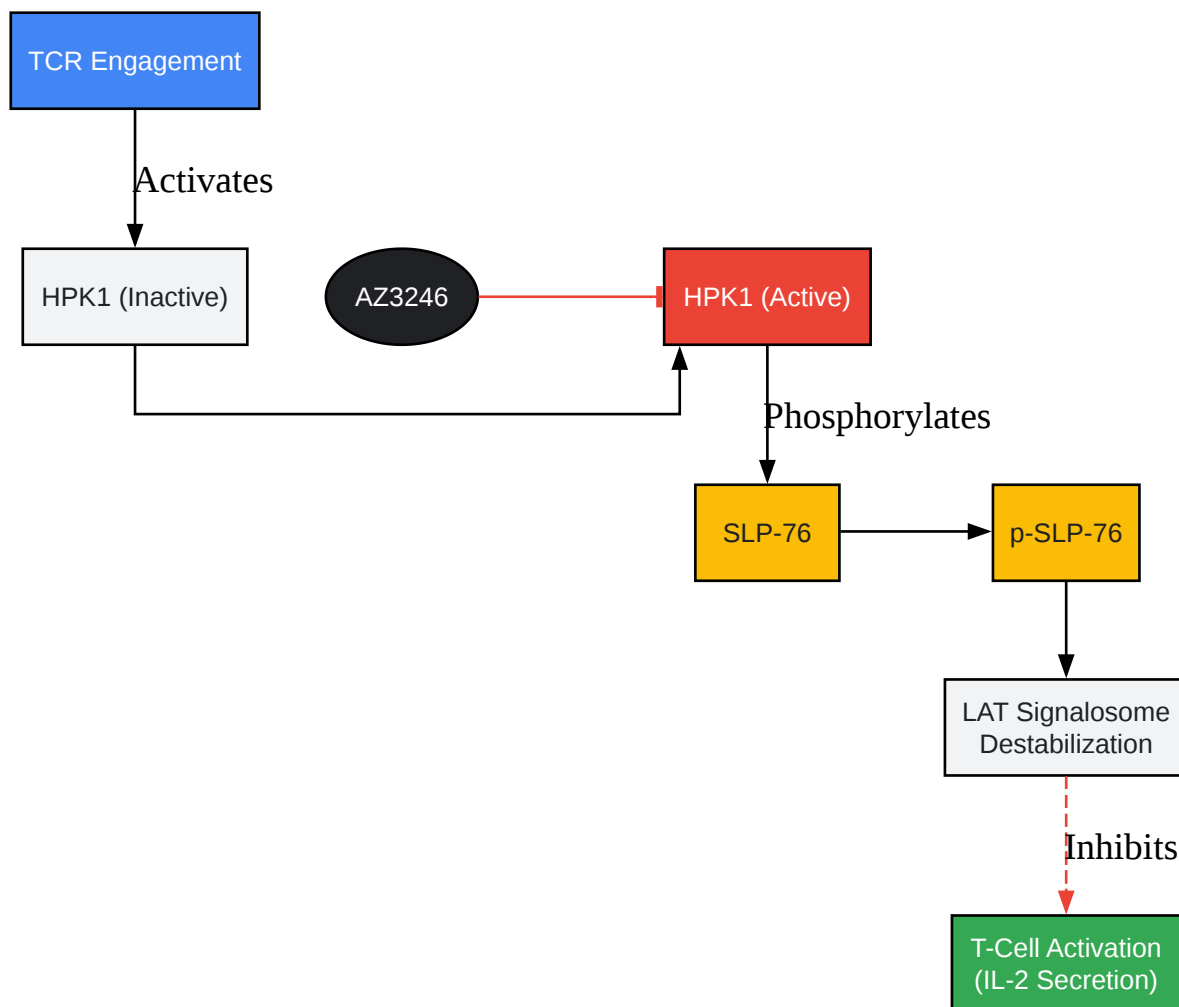 TCR Engagement
Activates
HPK1 (Inactive)
AZ3246
HPK1 (Active)
Phosphorylates
SLP-76
p-SLP-76
LAT Signalosome
Destabilization
Inhibits
T-Cell Activation
(IL-2 Secretion)